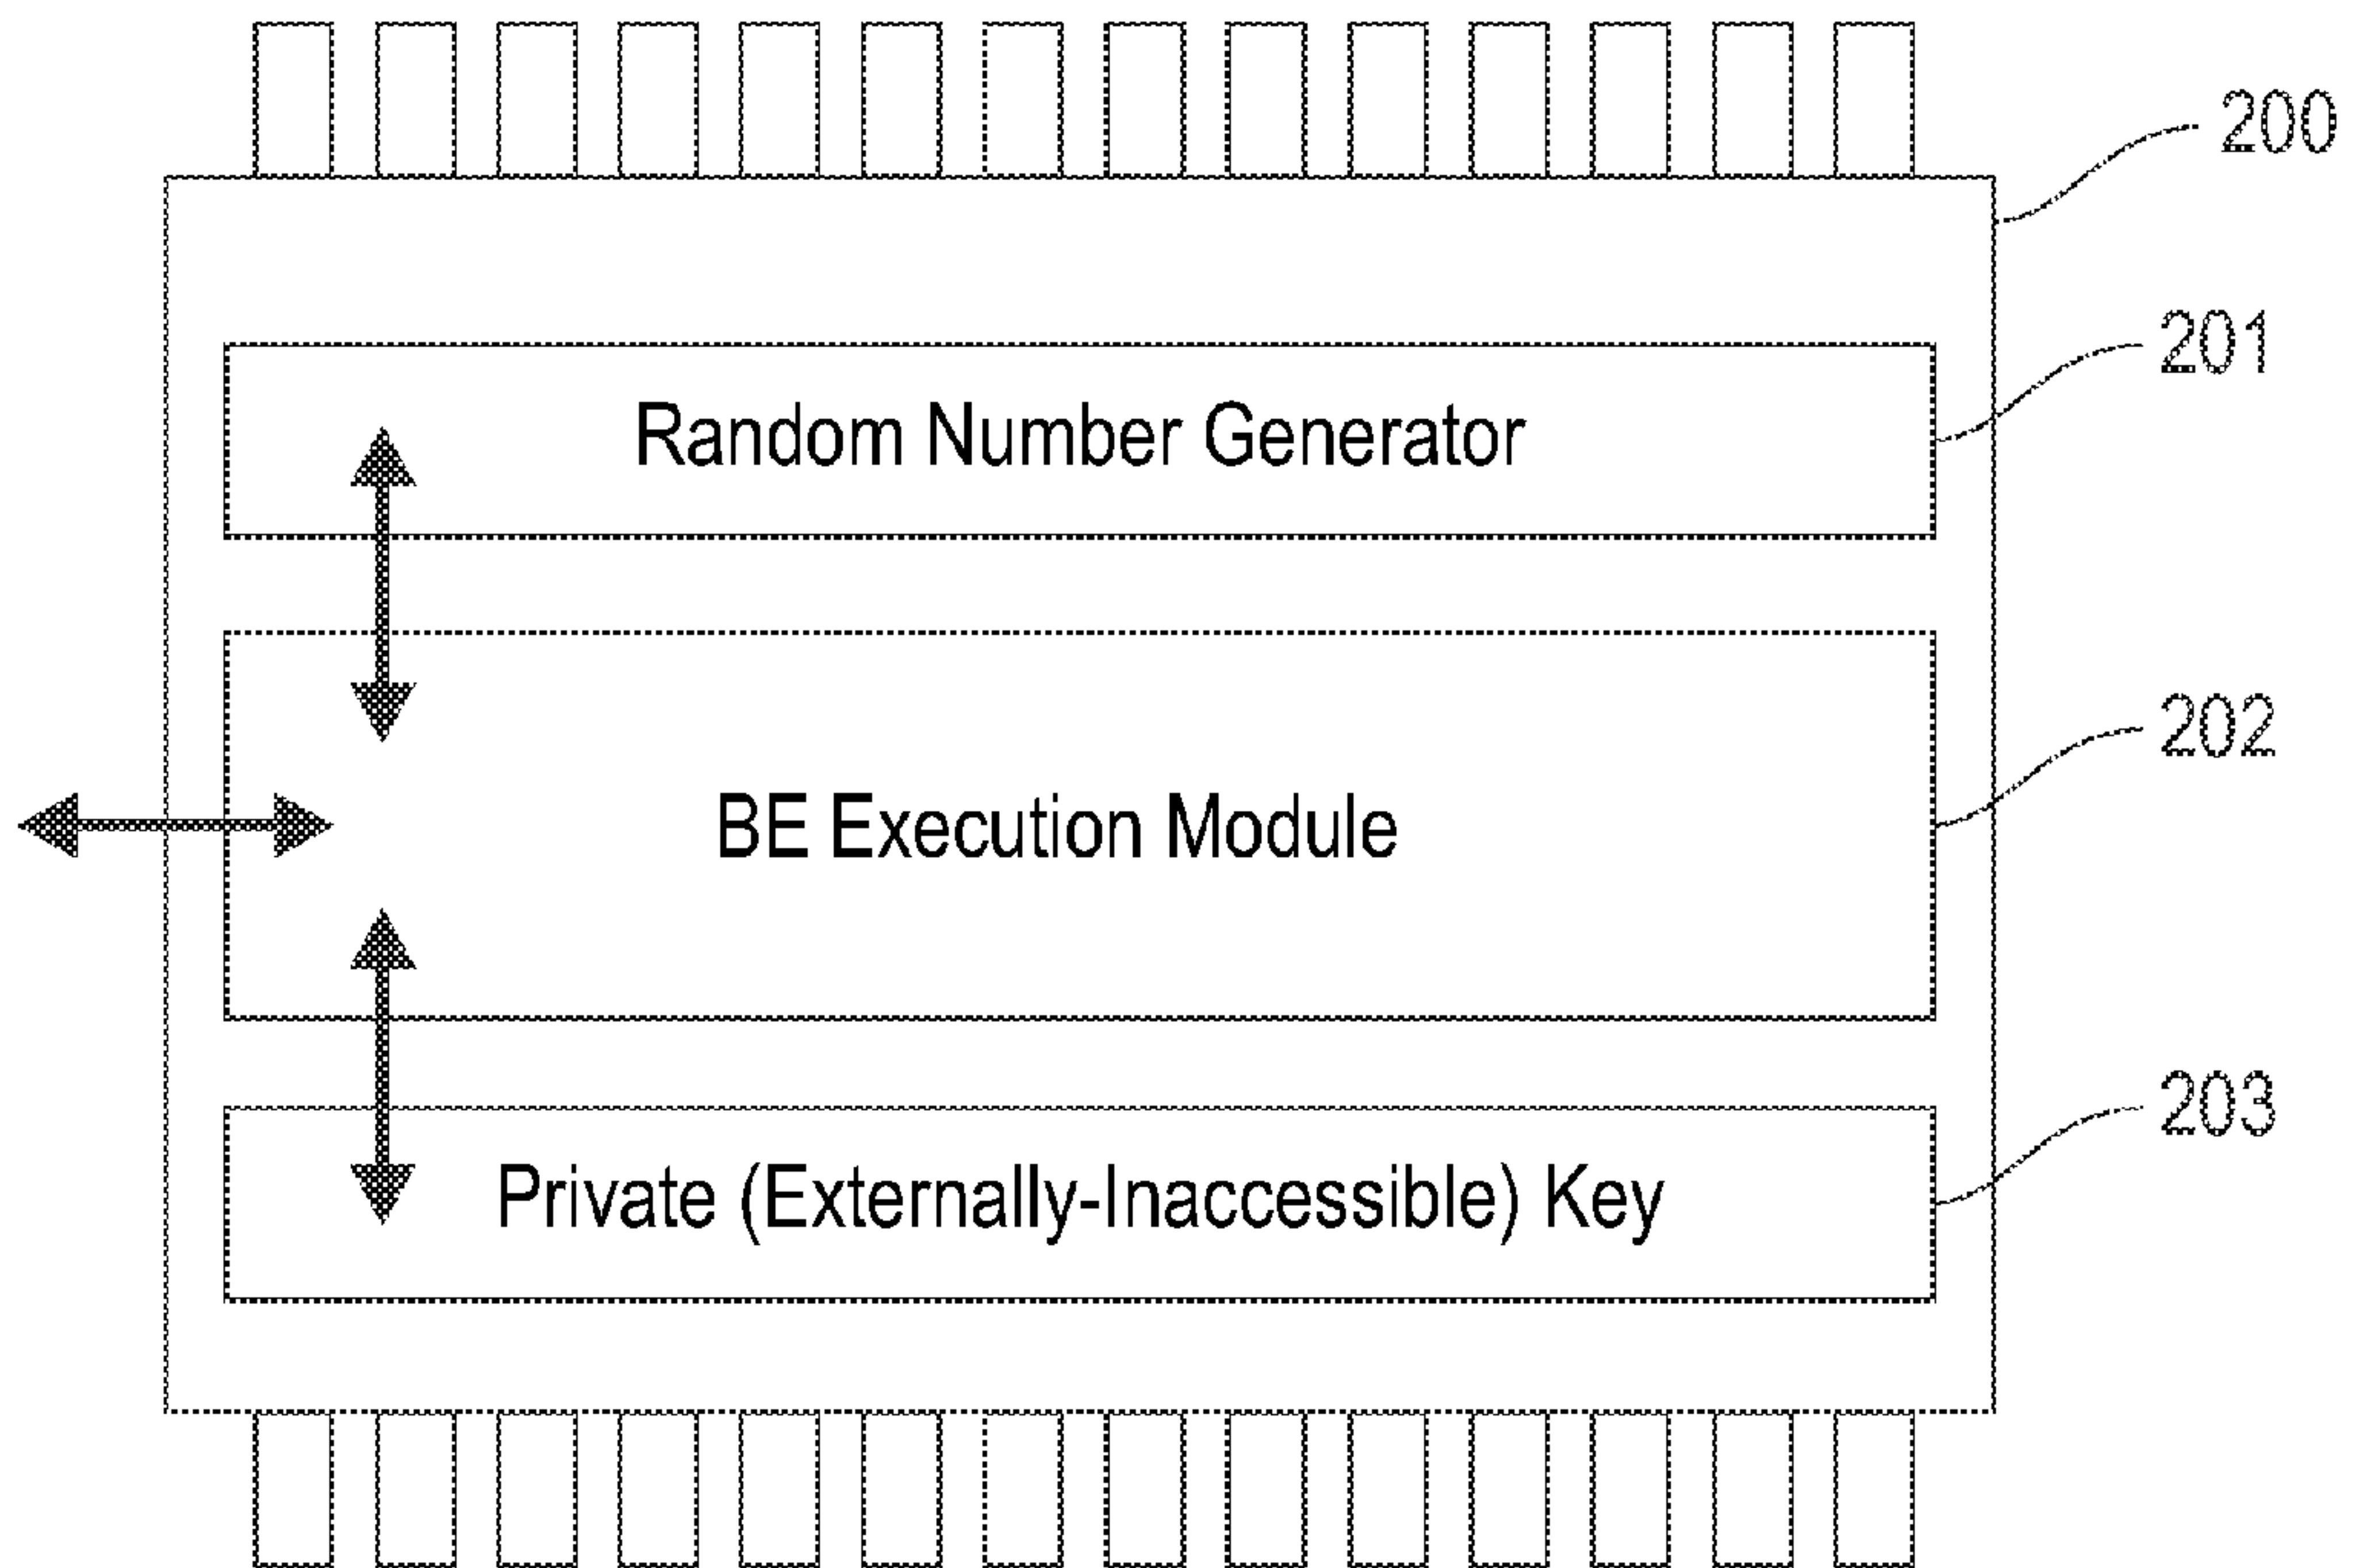 200
201
Random Number Generator
202
BE Execution Module
203
Private (Externally-Inaccessible) Key